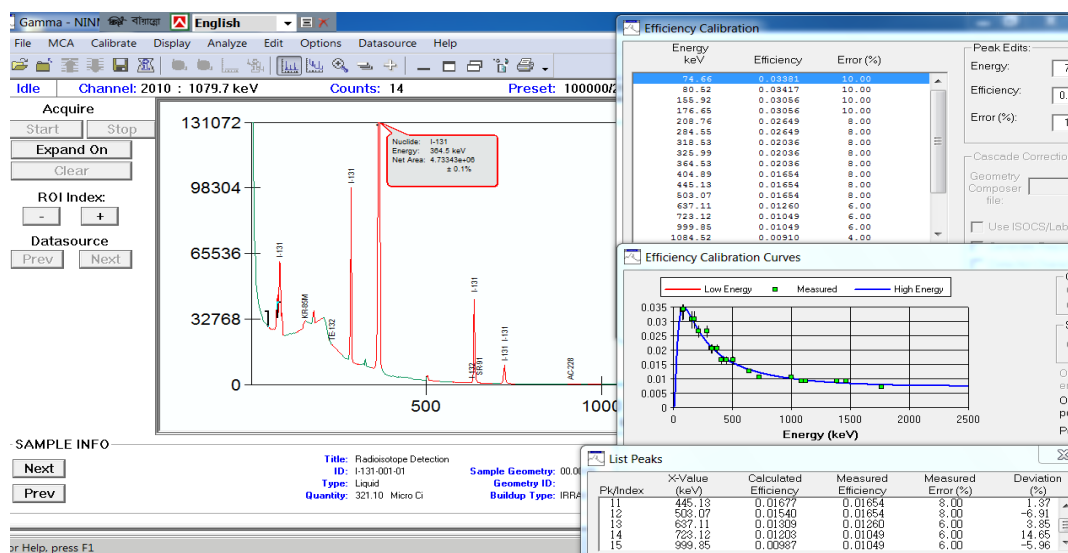 Gamma - NINM
বায়ান্নো
English
File MCA Calibrate Display Analyze Edit Options Datasource Help
Idle Channel: 2010 : 1079.7 keV Counts: 14 Preset: 100000/2
Acquire
Start Stop
Expand On
Clear
ROI Index:
- +
Datasource
Prev Next
131072
98304
65536
32768
0
500
1000
I-131
KR-85M
TE-132
I-131
Nuclide: I-131
Energy: 364.5 keV
Net Area: 4.73343e+06
± 0.1%
I-131
SR-91
I-131 I-131
AC-228
SAMPLE INFO
Next
Prev
Title: Radioisotope Detection
ID: I-131-001-01
Type: Liquid
Quantity: 321.10 Micro Ci
Sample Geometry: 00.00
Geometry ID:
Buildup Type: IRRA
or Help, press F1
Efficiency Calibration
Energy keV Efficiency Error (%)
74.66 0.03381 10.00
80.52 0.03417 10.00
155.92 0.03056 10.00
176.65 0.03056 10.00
208.76 0.02649 8.00
284.55 0.02649 8.00
318.53 0.02036 8.00
325.99 0.02036 8.00
364.53 0.02036 8.00
404.89 0.01654 8.00
445.13 0.01654 8.00
503.07 0.01654 8.00
637.11 0.01260 6.00
723.12 0.01049 6.00
999.85 0.01049 6.00
1084.52 0.00910 4.00
Peak Edits:
Energy: 7
Efficiency: 0.
Error (%): 1
Cascade Correction
Geometry
Composer
file:
Use ISOCS/Lab
Efficiency Calibration Curves
Low Energy Measured High Energy
0.035
0.03
0.025
0.02
0.015
0.01
0.005
0
0 500 1000 1500 2000 2500
Energy (keV)
List Peaks
Pk/Index X-Value (keV) Calculated Efficiency Measured Efficiency Measured Error (%) Deviation (%)
11 445.13 0.01677 0.01654 8.00 1.37
12 503.07 0.01540 0.01654 8.00 -6.91
13 637.11 0.01309 0.01260 6.00 3.85
14 723.12 0.01203 0.01049 6.00 14.65
15 999.85 0.00987 0.01049 6.00 -5.96